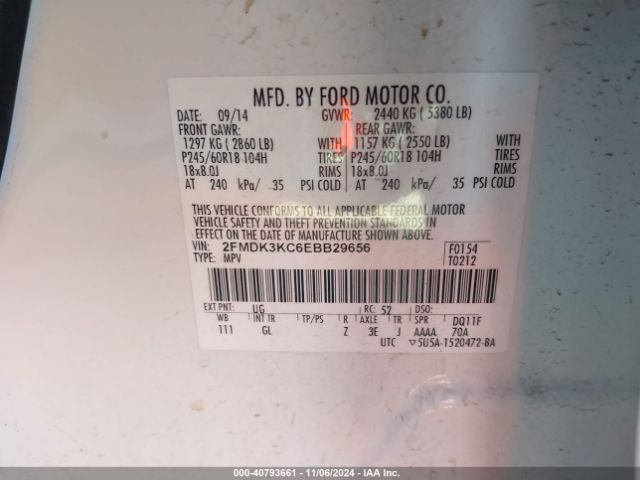 MFD. BY FORD MOTOR CO.
DATE: 09/14 GVWR: 2440 KG ( 5380 LB)
FRONT GAWR: REAR GAWR:
1297 KG ( 2860 LB) WITH 1157 KG ( 2550 LB) WITH
P245/60R18 104H TIRES P245/60R18 104H TIRES
18x8.0J RIMS 18x8.0J RIMS
AT 240 kPa/ 35 PSI COLD AT 240 kPa/ 35 PSI COLD
THIS VEHICLE CONFORMS TO ALL APPLICABLE FEDERAL MOTOR
VEHICLE SAFETY AND THEFT PREVENTION STANDARDS IN
EFFECT ON THE DATE OF MANUFACTURE SHOWN ABOVE.
VIN: 2FMDK3KC6EBB29656 F0154
TYPE: MPV T0212
EXT PNT: UG RC: 52 DSO:
WB INT TR TP/PS R AXLE TR SPR DQ11F
111 GL Z 3E J AAAA 70A
UTC ▽5U5A-1520472-BA
000-40793661 - 11/06/2024 - IAA Inc.